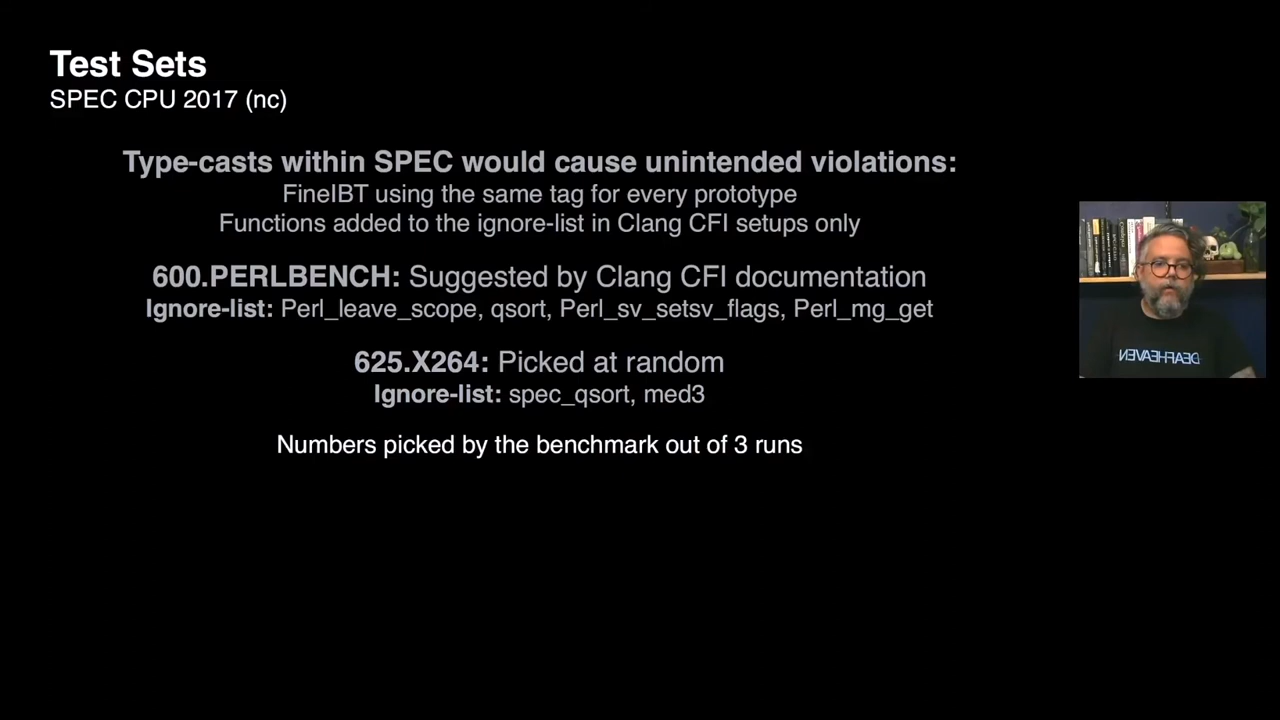 Test Sets
SPEC CPU 2017 (nc)
Type-casts within SPEC would cause unintended violations:
FineIBT using the same tag for every prototype
Functions added to the ignore-list in Clang CFI setups only
600.PERLBENCH: Suggested by Clang CFI documentation
Ignore-list: Perl_leave_scope, qsort, Perl_sv_setsv_flags, Perl_mg_get
625.X264: Picked at random
Ignore-list: spec_qsort, med3
Numbers picked by the benchmark out of 3 runs
DEAFHEAVEN